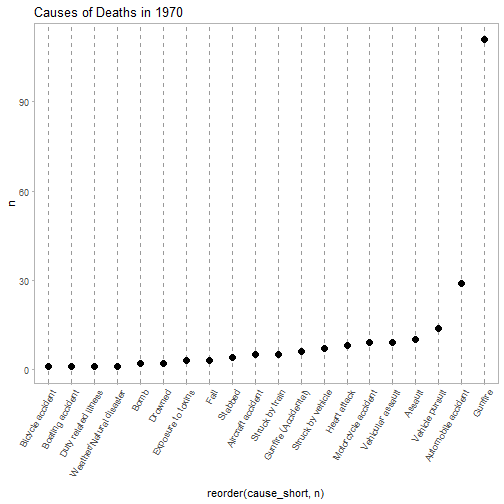 Causes of Deaths in 1970
n
90
60
30
0
Bicycle accident
Boating accident
Duty related illness
Weather/Natural disaster
Bomb
Drowned
Exposure to toxins
Fall
Stabbed
Aircraft accident
Struck by train
Gunfire (Accidental)
Struck by vehicle
Heart attack
Motorcycle accident
Vehicular assault
Assault
Vehicle pursuit
Automobile accident
Gunfire
reorder(cause_short, n)